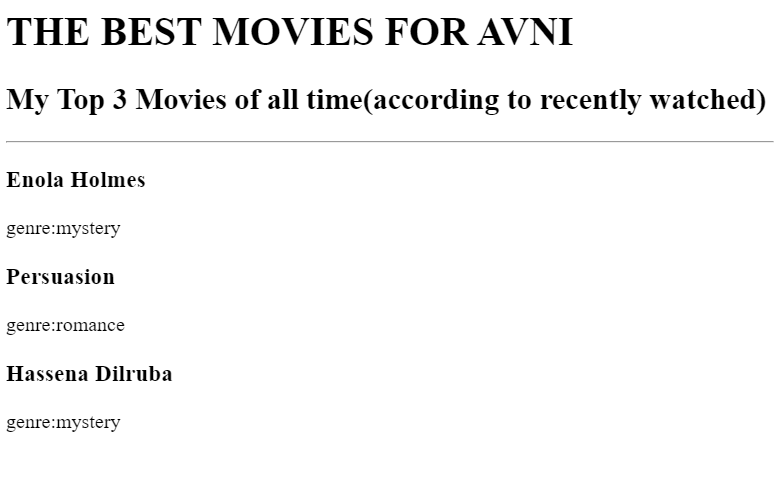 THE BEST MOVIES FOR AVNI
My Top 3 Movies of all time(according to recently watched)
Enola Holmes
genre:mystery
Persuasion
genre:romance
Hassena Dilruba
genre:mystery